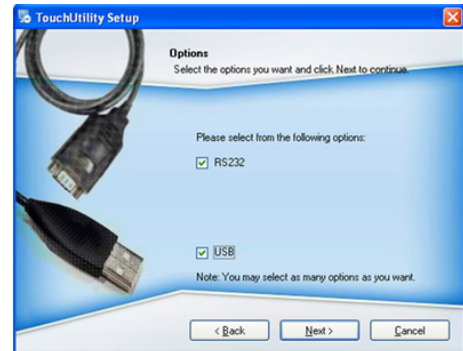 TouchUtility Setup
Options
Select the options you want and click Next to continue.
Please select from the following options:
RS232
USB
Note: You may select as many options as you want.
< Back
Next >
Cancel